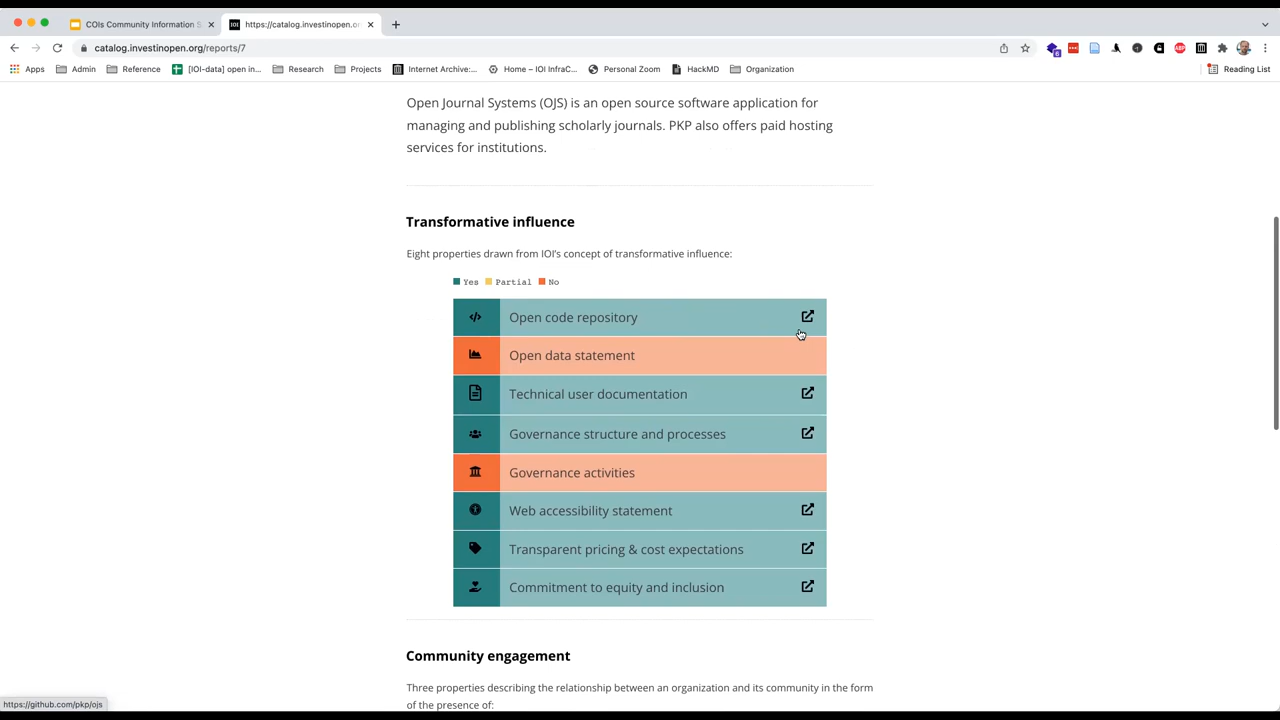 COIs Community Information S
https://catalog.investinopen.o
catalog.investinopen.org/reports/7
Apps
Admin
Reference
[IOI-data] open in...
Research
Projects
Internet Archive:...
Home – IOI InfraC...
Personal Zoom
HackMD
Organization
Reading List
Open Journal Systems (OJS) is an open source software application for
managing and publishing scholarly journals. PKP also offers paid hosting
services for institutions.
Transformative influence
Eight properties drawn from IOI's concept of transformative influence:
Yes Partial No
Open code repository
Open data statement
Technical user documentation
Governance structure and processes
Governance activities
Web accessibility statement
Transparent pricing & cost expectations
Commitment to equity and inclusion
Community engagement
Three properties describing the relationship between an organization and its community in the form
of the presence of:
https://github.com/pkp/ojs